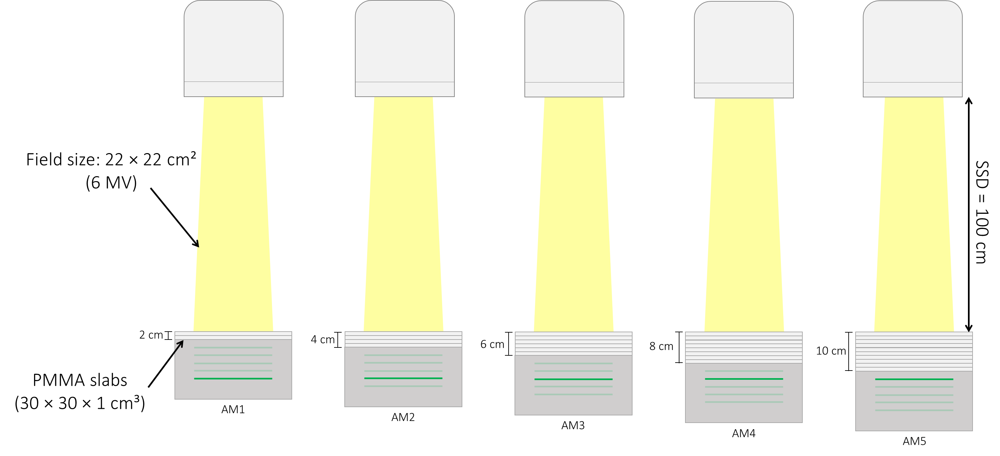 Field size: 22 × 22 cm²
(6 MV)
SSD = 100 cm
2 cm
4 cm
6 cm
8 cm
10 cm
PMMA slabs
(30 × 30 × 1 cm³)
AM1
AM2
AM3
AM4
AM5